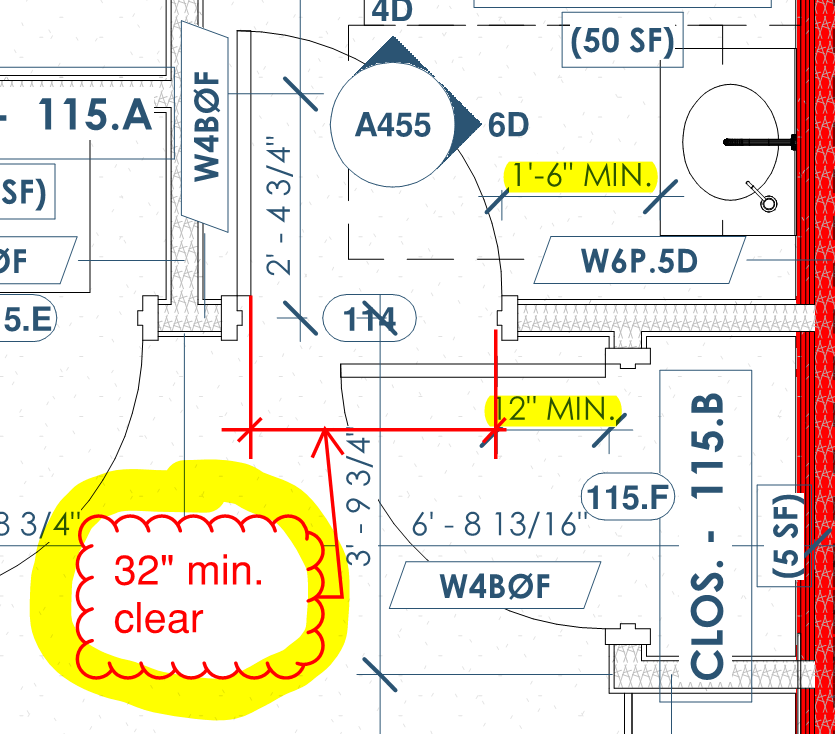 4D
(50 SF)
- 115.A
W4BØF
A455
6D
2' - 4 3/4"
1'-6" MIN.
SF)
ØF
W6P.5D
5.E
114
12" MIN.
3' - 9 3/4"
CLOS. - 115.B
115.F
3 3/4"
6' - 8 13/16"
(5 SF)
32" min.
clear
W4BØF